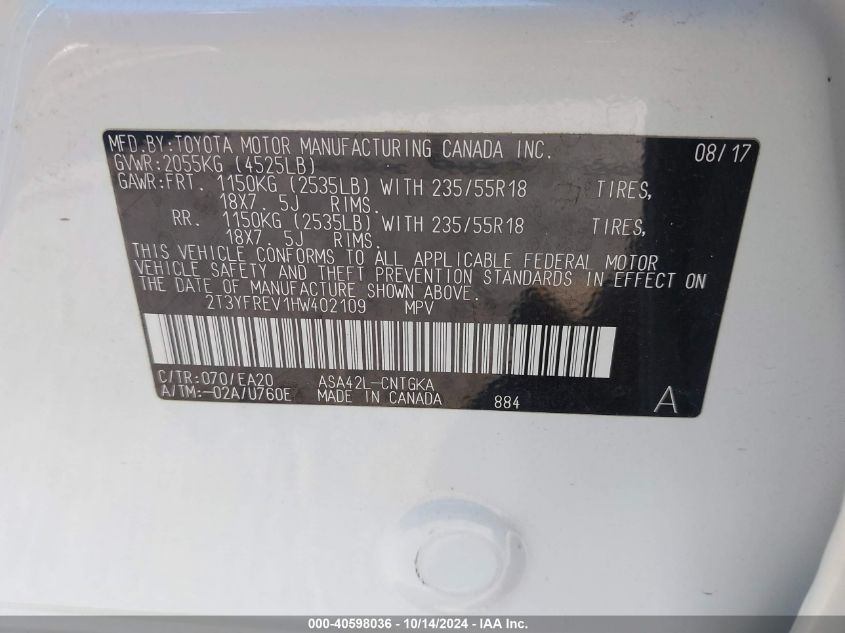 MFD.BY:TOYOTA MOTOR MANUFACTURING CANADA INC. 08/17
GVWR:2055KG (4525LB)
GAWR:FRT. 1150KG (2535LB) WITH 235/55R18 TIRES,
18X7.5J RIMS.
RR. 1150KG (2535LB) WITH 235/55R18 TIRES,
18X7.5J RIMS.
THIS VEHICLE CONFORMS TO ALL APPLICABLE FEDERAL MOTOR
VEHICLE SAFETY AND THEFT PREVENTION STANDARDS IN EFFECT ON
THE DATE OF MANUFACTURE SHOWN ABOVE.
2T3YFREV1HW402109 MPV
C/TR:070/EA20 ASA42L-CNTGKA
A/TM:-02A/U760E MADE IN CANADA 884 A
000-40598036 - 10/14/2024 - IAA Inc.